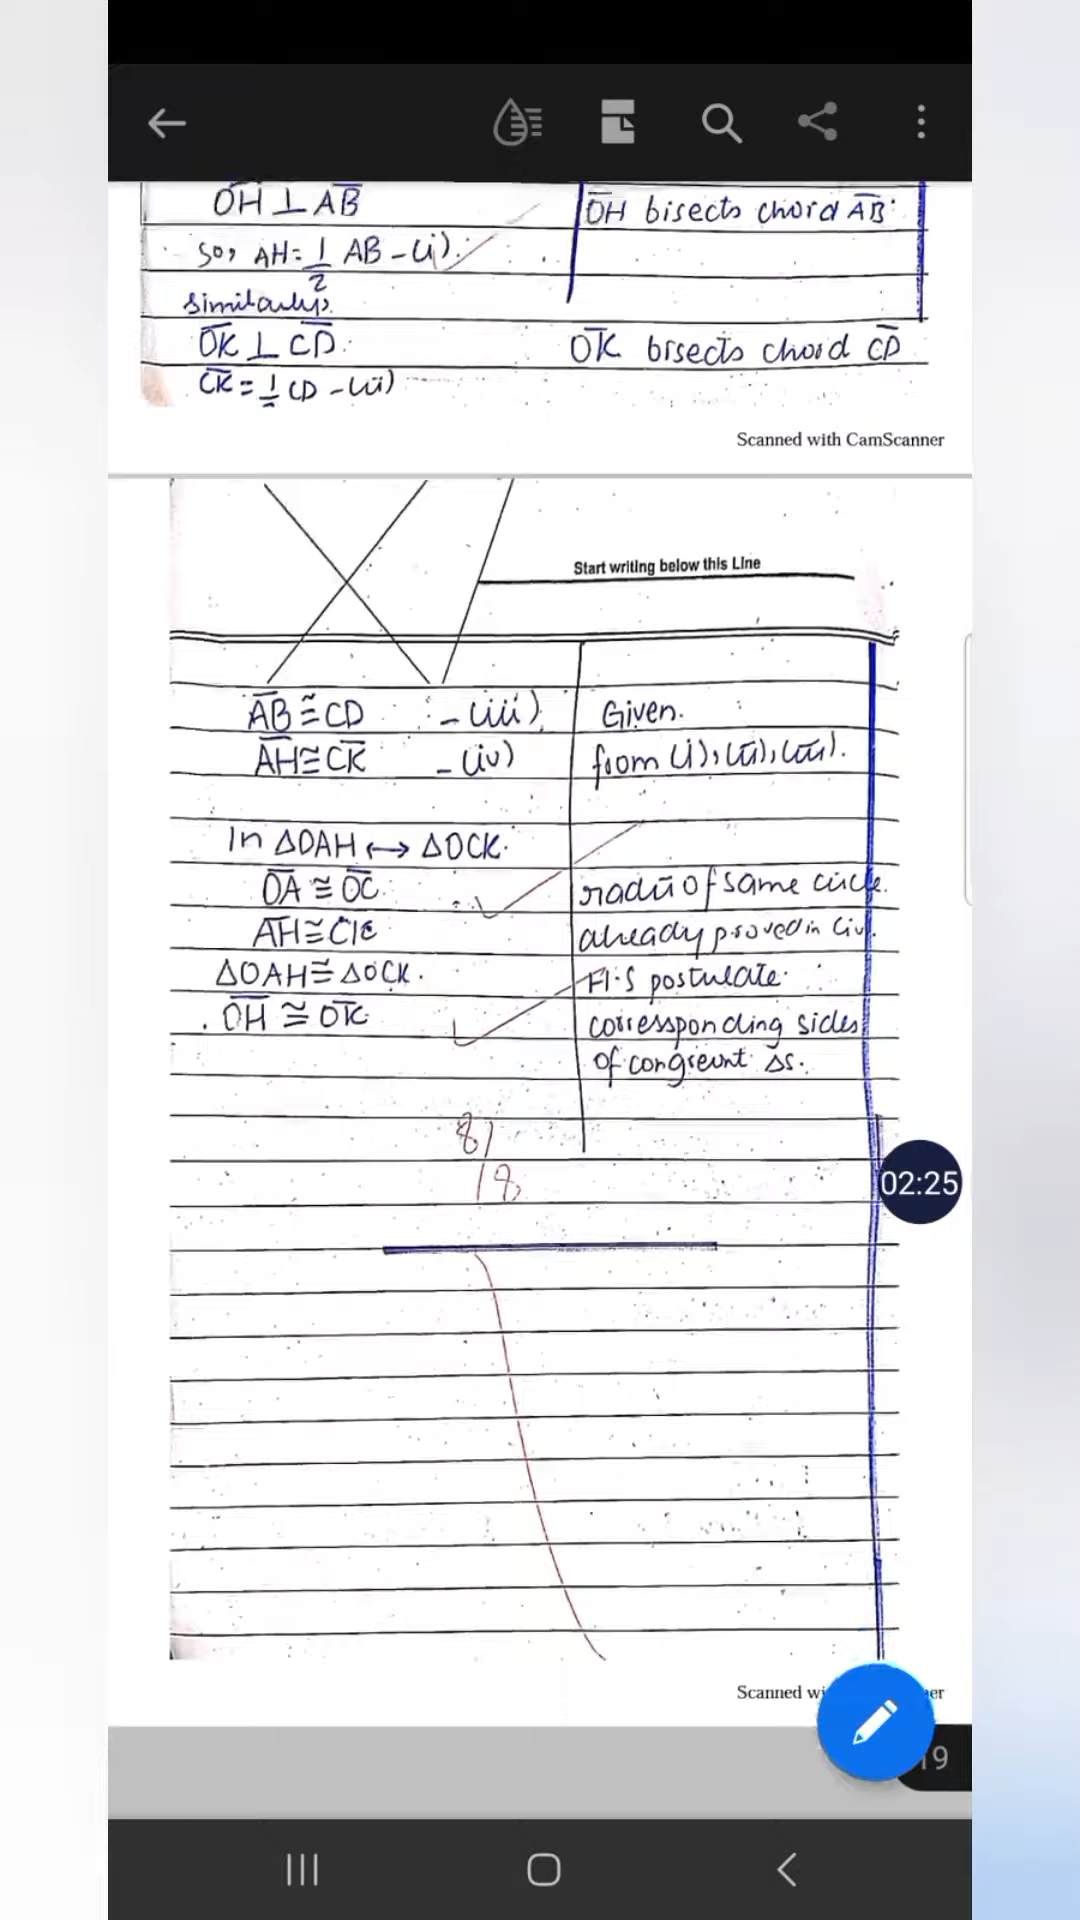 OH ⊥ AB
OH bisects chord AB.
So, AH = 1/2 AB - (i)
similarly,
OK ⊥ CD.
OK bisects chord CD
CK = 1/2 CD - (ii)
Scanned with CamScanner
Start writing below this Line
AB ≅ CD - (iii)
Given.
AH ≅ CK - (iv)
from (i), (ii), (iii).
In ΔOAH ↔ ΔOCK.
OA ≅ OC.
radii of same circle.
AH ≅ CK
already proved in (iv).
ΔOAH ≅ ΔOCK.
H.S postulate.
OH ≅ OK
corressponding sides
of congreunt Δs.
8/
18
02:25
Scanned wi
er
19